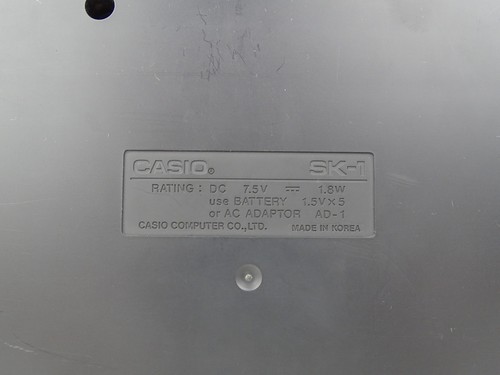 CASIO® SK-1
RATING : DC 7.5V ⎓ 1.8W
use BATTERY 1.5V×5
or AC ADAPTOR AD-1
CASIO COMPUTER CO.,LTD. MADE IN KOREA